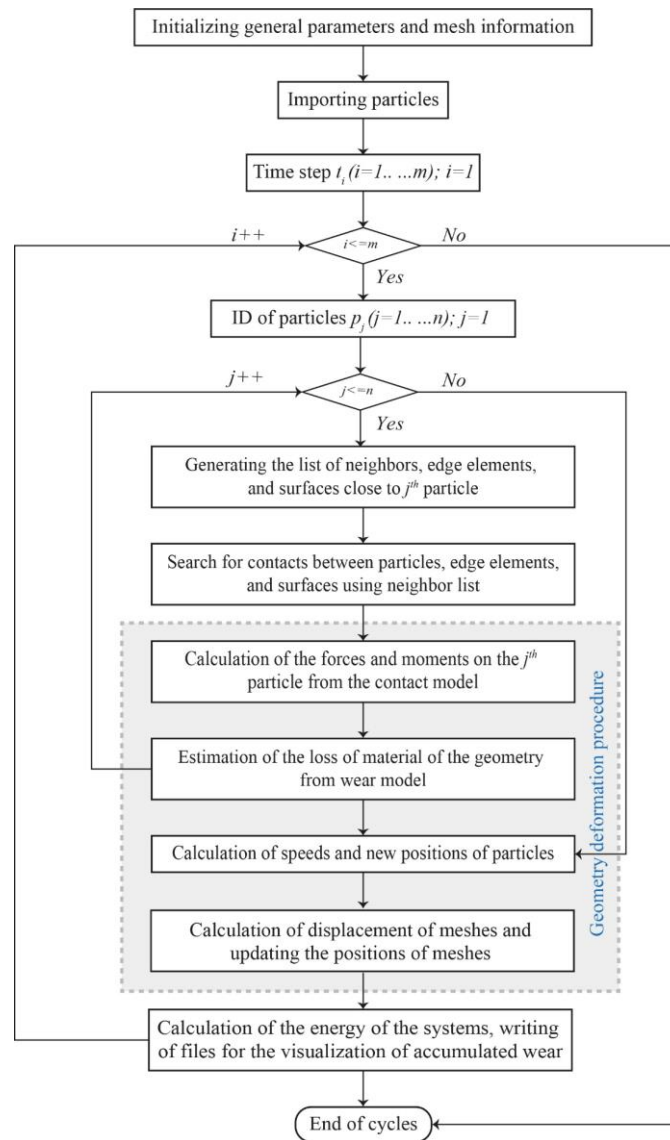 Initializing general parameters and mesh information
Importing particles
Time step t_i (i=1.. ...m); i=1
i++
i<=m
No
Yes
ID of particles p_j (j=1.. ...n); j=1
j++
j<=n
No
Yes
Generating the list of neighbors, edge elements,
and surfaces close to j^th particle
Search for contacts between particles, edge elements,
and surfaces using neighbor list
Calculation of the forces and moments on the j^th
particle from the contact model
Estimation of the loss of material of the geometry
from wear model
Calculation of speeds and new positions of particles
Calculation of displacement of meshes and
updating the positions of meshes
Geometry deformation procedure
Calculation of the energy of the systems, writing
of files for the visualization of accumulated wear
End of cycles